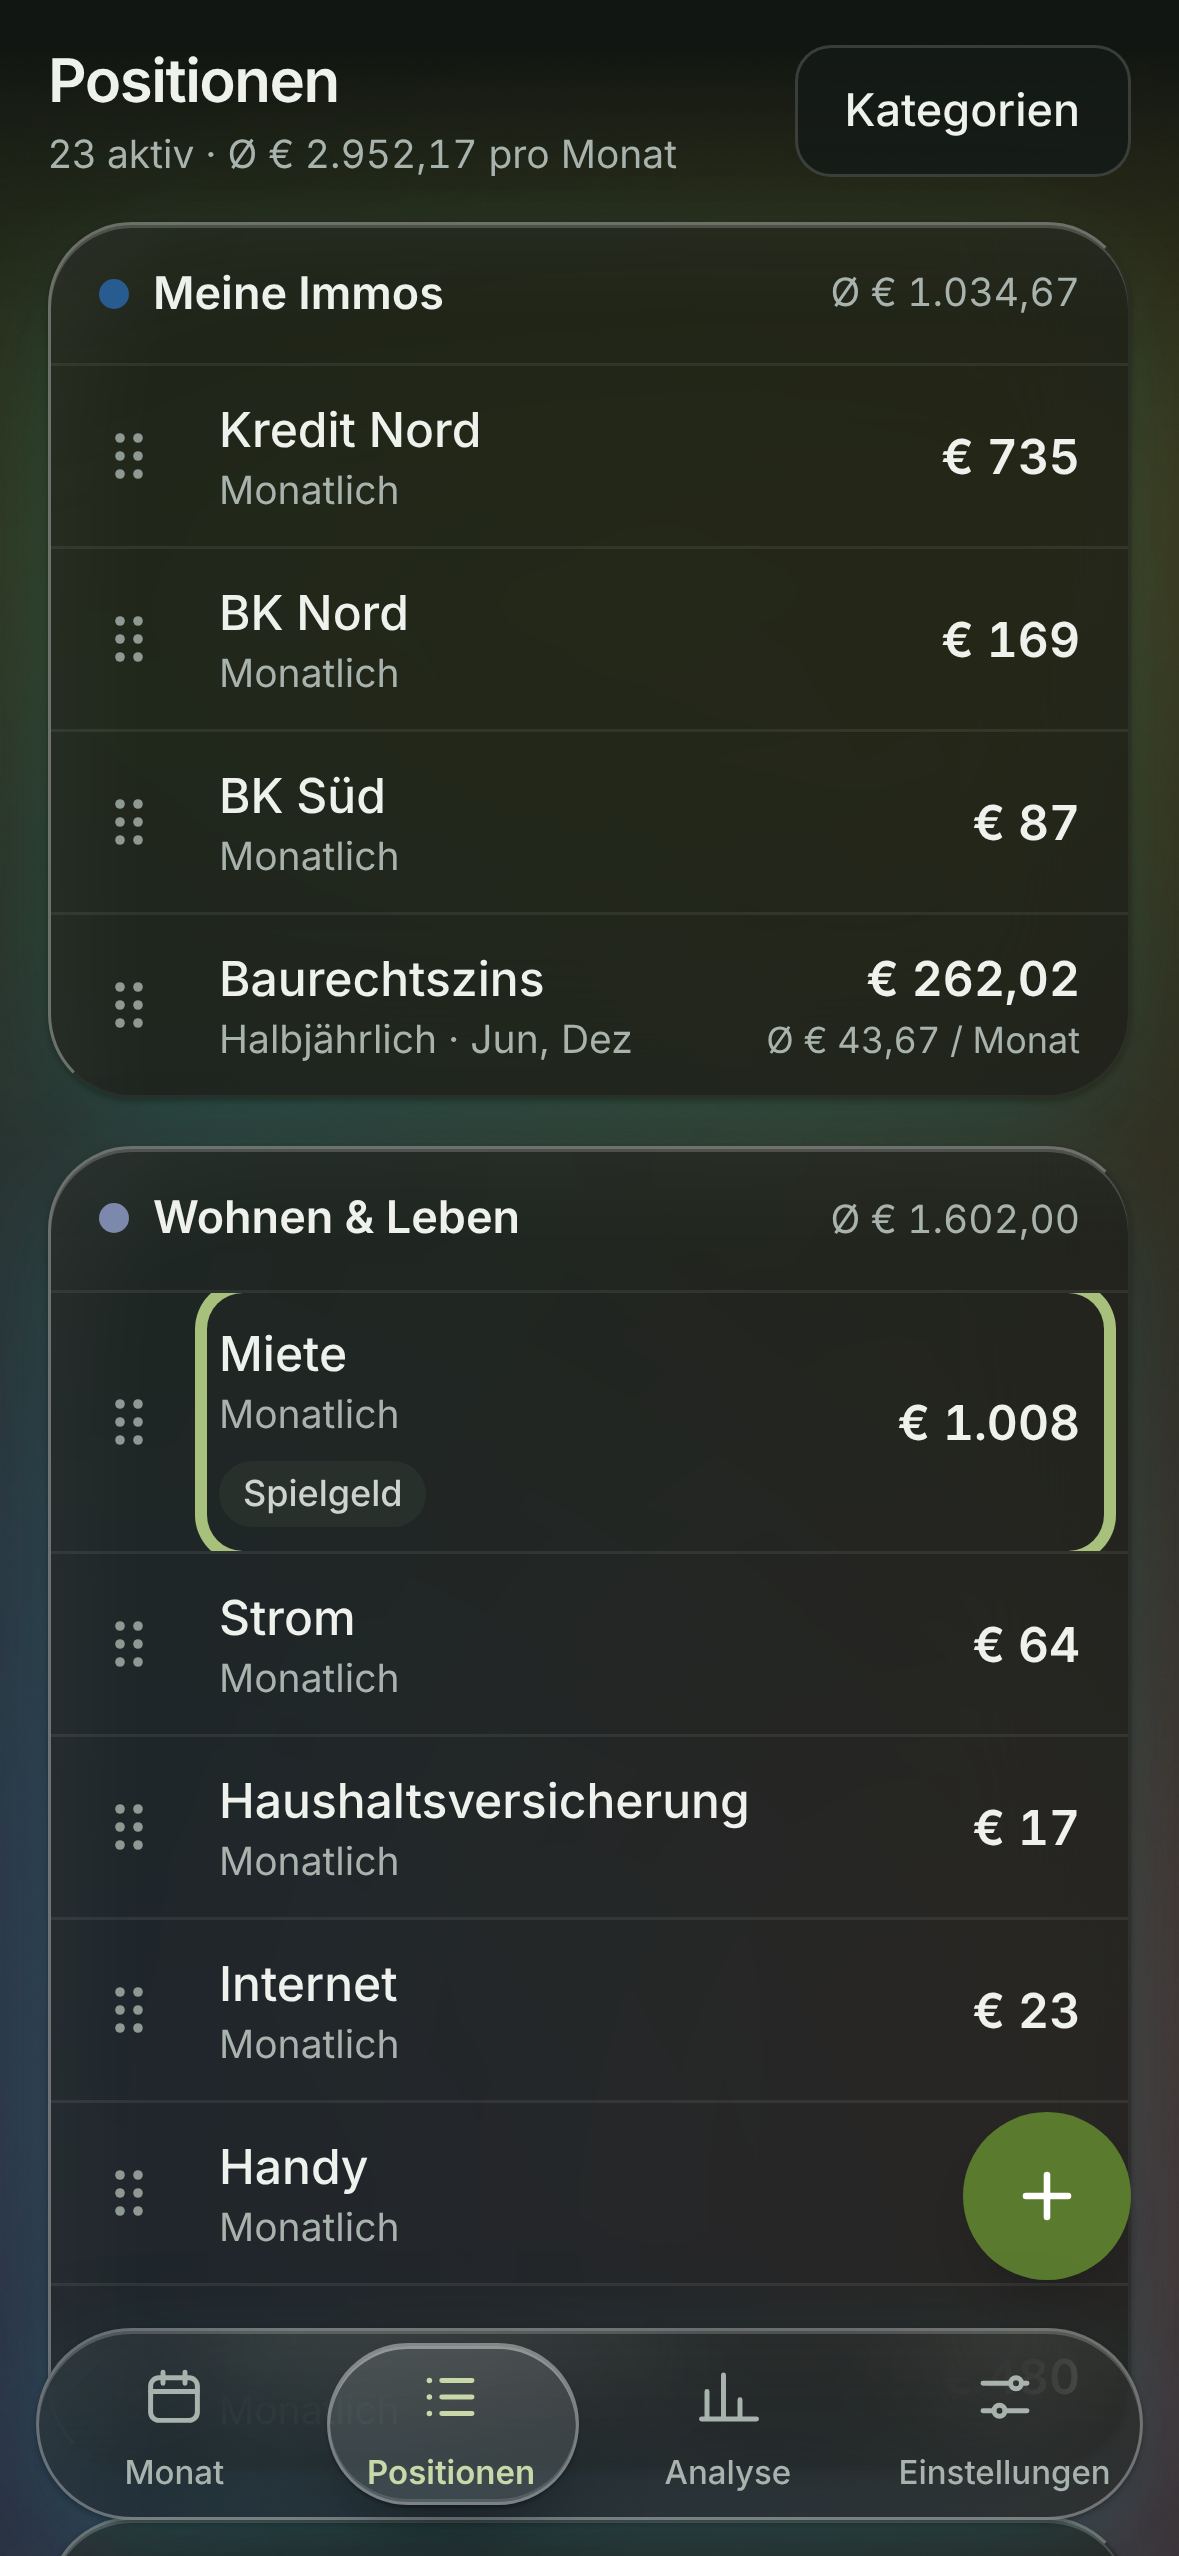 Positionen
23 aktiv · Ø € 2.952,17 pro Monat
Kategorien
Meine Immos
Ø € 1.034,67
Kredit Nord
Monatlich
€ 735
BK Nord
Monatlich
€ 169
BK Süd
Monatlich
€ 87
Baurechtszins
Halbjährlich · Jun, Dez
€ 262,02
Ø € 43,67 / Monat
Wohnen & Leben
Ø € 1.602,00
Miete
Monatlich
Spielgeld
€ 1.008
Strom
Monatlich
€ 64
Haushaltsversicherung
Monatlich
€ 17
Internet
Monatlich
€ 23
Handy
Monatlich
Monatlich
Monat
Positionen
Analyse
Einstellungen